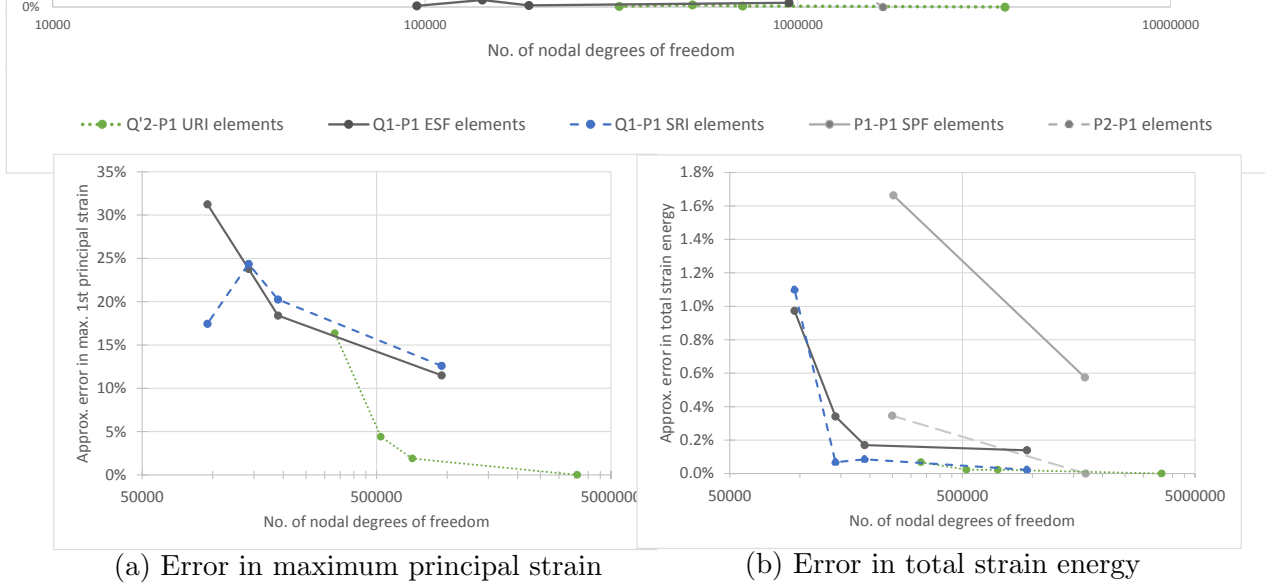 0%
10000 100000 1000000 10000000
No. of nodal degrees of freedom
Q'2-P1 URI elements Q1-P1 ESF elements Q1-P1 SRI elements P1-P1 SPF elements P2-P1 elements
Approx. error in max. 1st principal strain
35%
30%
25%
20%
15%
10%
5%
0%
50000 500000 5000000
No. of nodal degrees of freedom
(a) Error in maximum principal strain
Approx. error in total strain energy
1.8%
1.6%
1.4%
1.2%
1.0%
0.8%
0.6%
0.4%
0.2%
0.0%
50000 500000 5000000
No. of nodal degrees of freedom
(b) Error in total strain energy